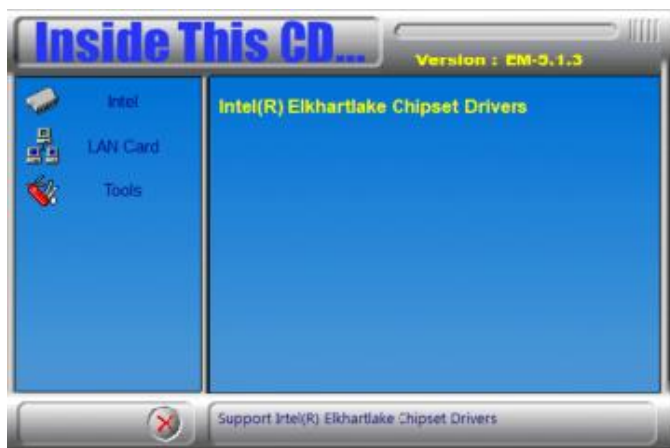 Inside This CD...
Version : EM-5.1.3
Intel
LAN Card
Tools
Intel(R) Elkhartlake Chipset Drivers
Support Intel(R) Elkhartlake Chipset Drivers